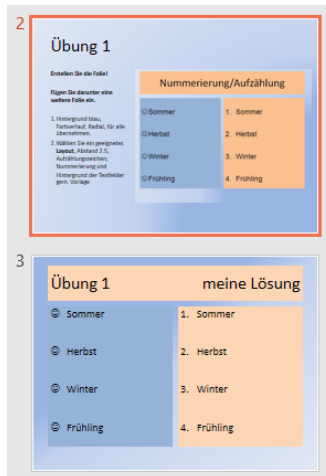 2
Übung 1
Erstellen Sie die Folie!
Fügen Sie darunter eine
weitere Folie ein.
1. Hintergrund blau,
Farbverlauf, Radial, für alle
übernehmen.
2. Wählen Sie ein geeignetes
Layout, Abstand 2.5,
Aufzählungszeichen,
Nummerierung und
Hintergrund der Textfelder
gem. Vorlage
Nummerierung/Aufzählung
☺Sommer
☺Herbst
☺Winter
☺Frühling
1. Sommer
2. Herbst
3. Winter
4. Frühling
3
Übung 1 meine Lösung
☺ Sommer
☺ Herbst
☺ Winter
☺ Frühling
1. Sommer
2. Herbst
3. Winter
4. Frühling